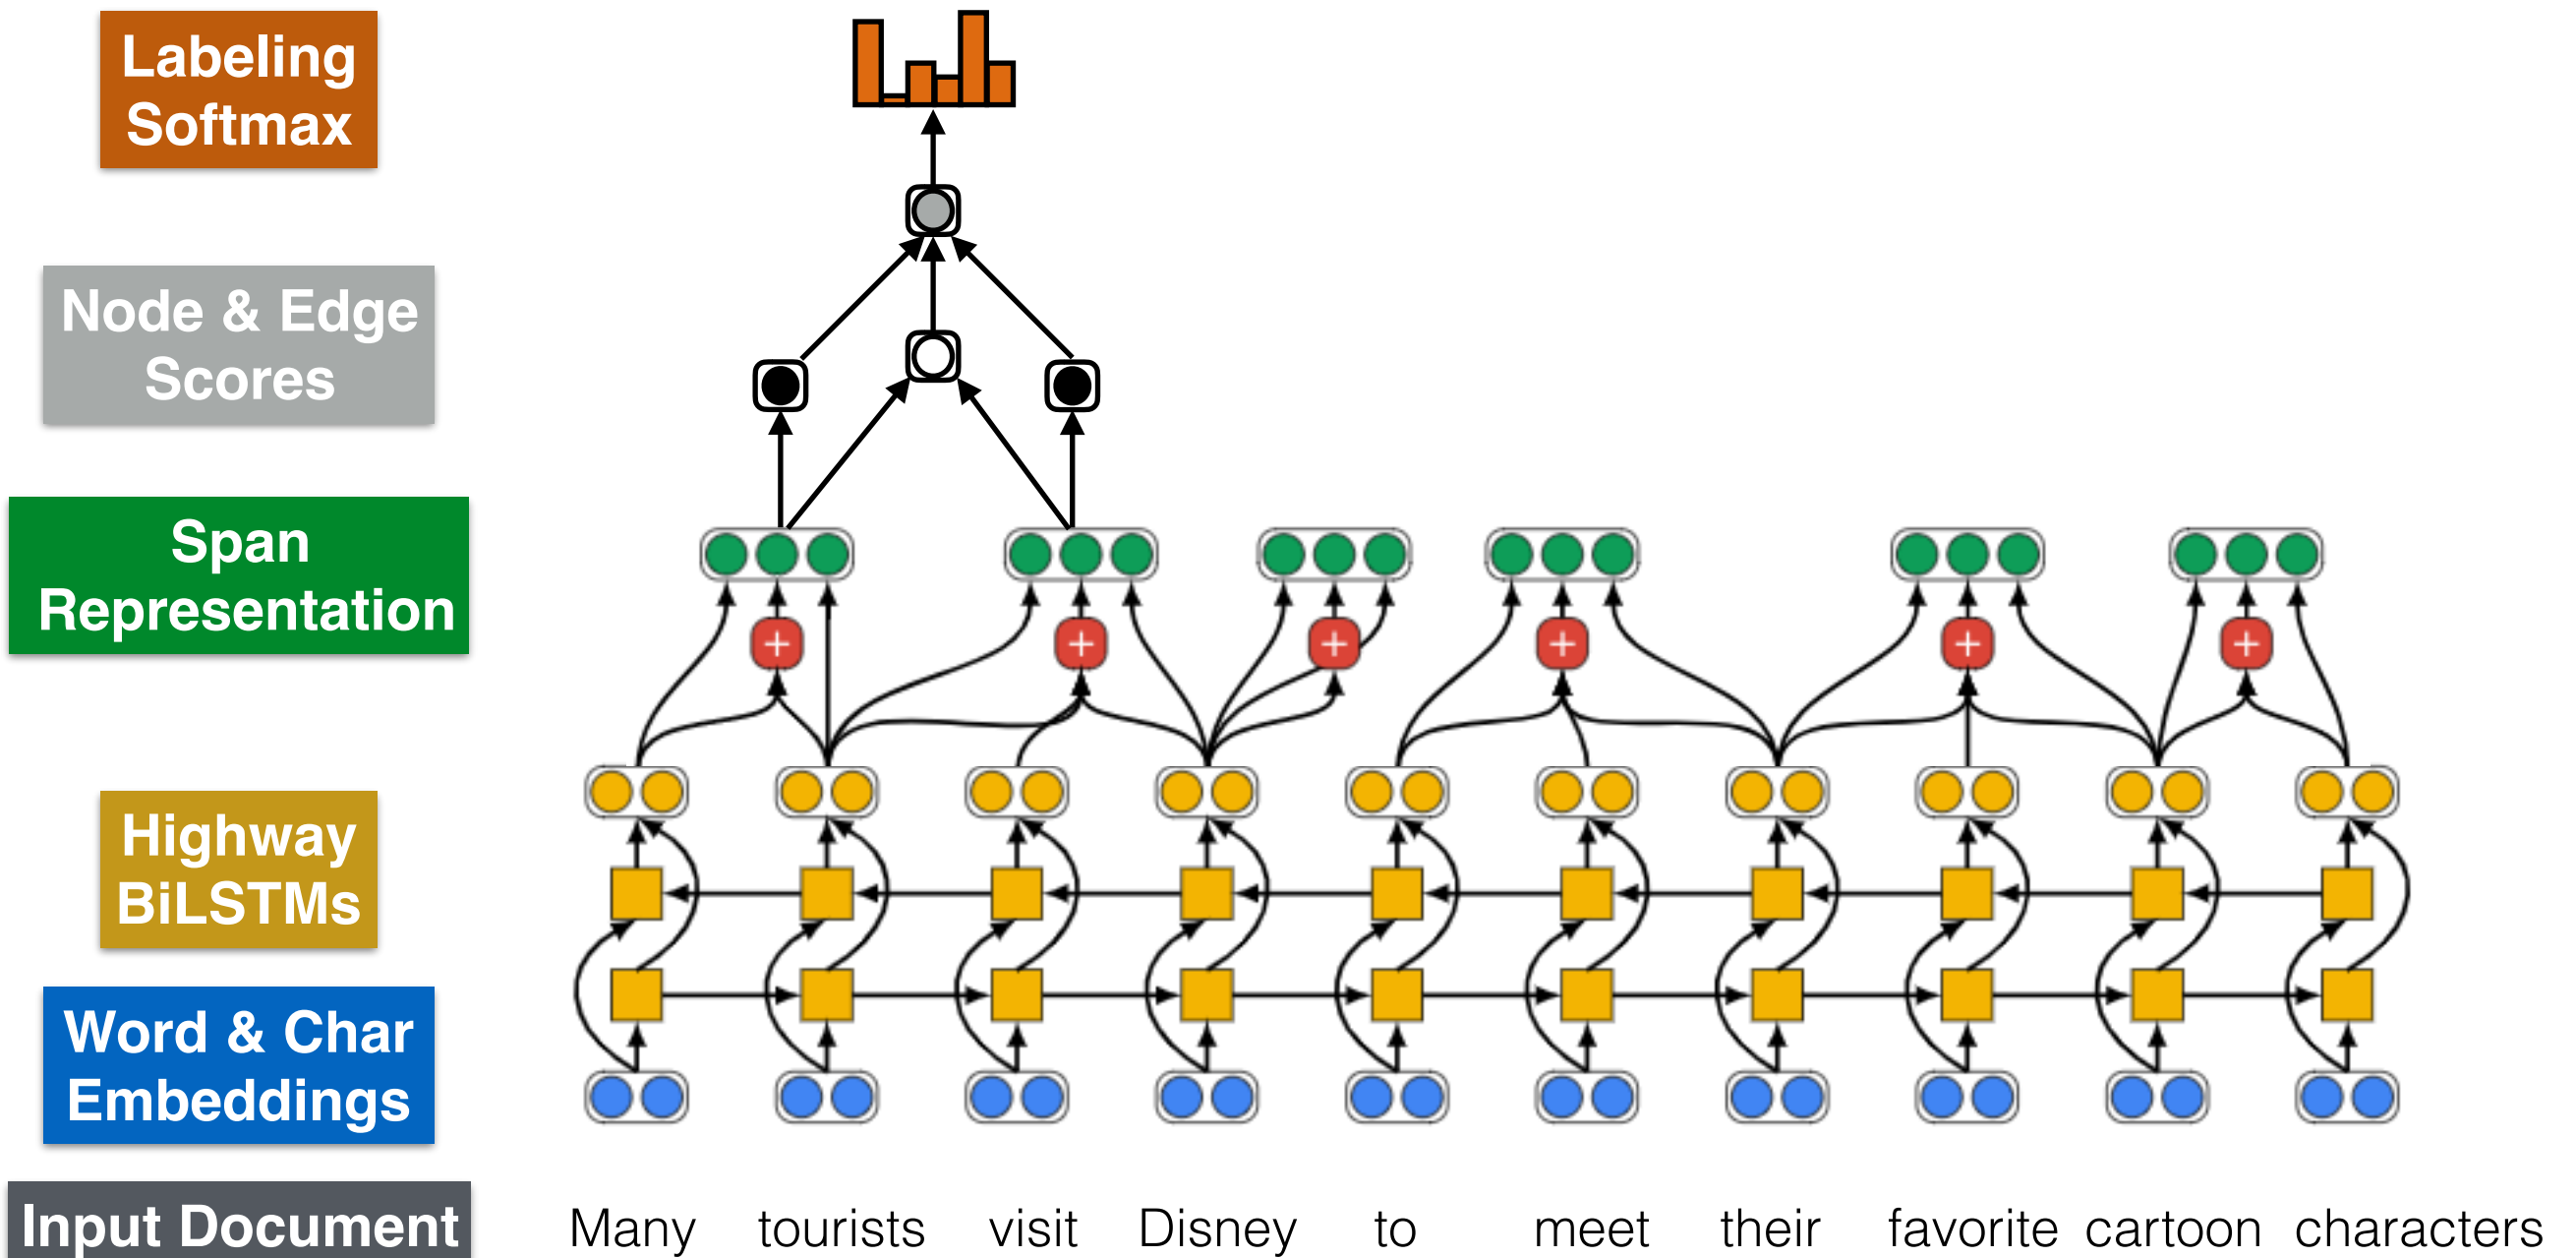 Labeling
Softmax
Node & Edge
Scores
Span
Representation
Highway
BiLSTMs
Word & Char
Embeddings
Input Document
Many tourists visit Disney to meet their favorite cartoon characters
+ + + + + +